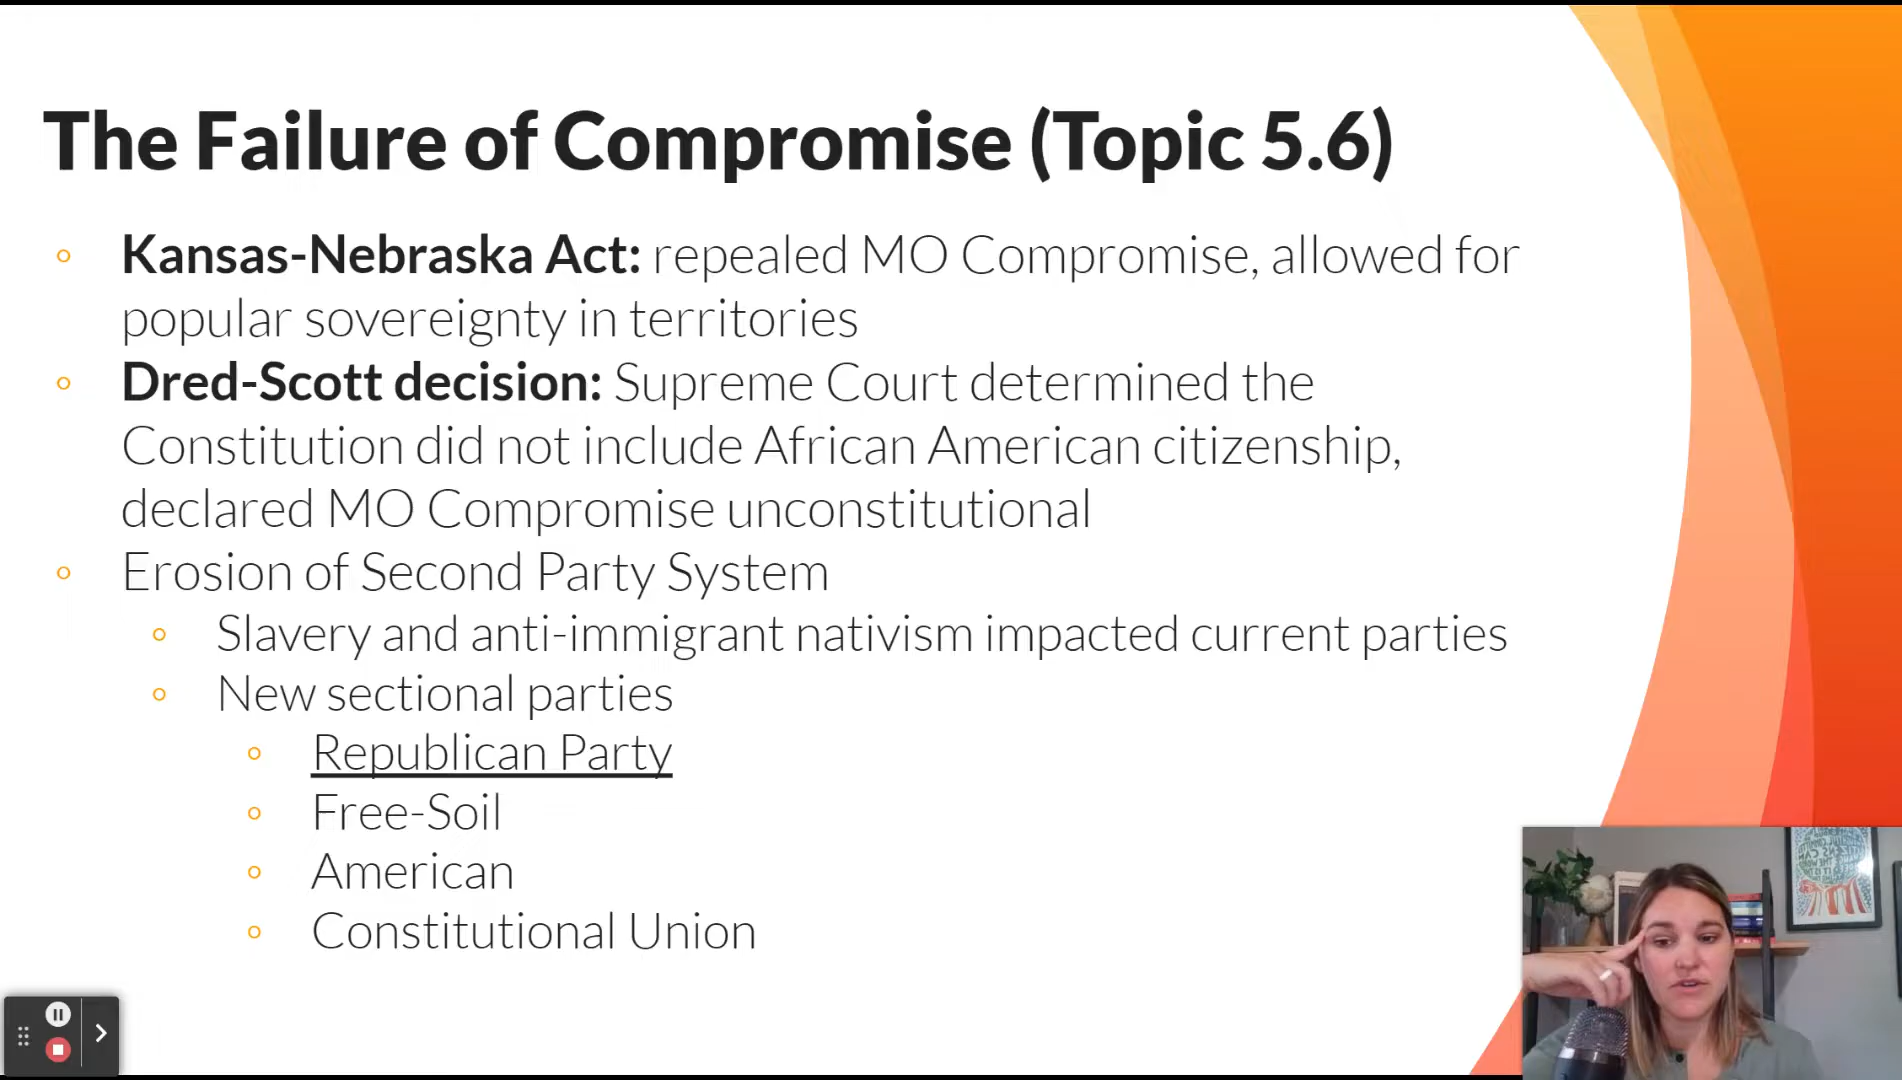 The Failure of Compromise (Topic 5.6)
Kansas-Nebraska Act: repealed MO Compromise, allowed for
popular sovereignty in territories
Dred-Scott decision: Supreme Court determined the
Constitution did not include African American citizenship,
declared MO Compromise unconstitutional
Erosion of Second Party System
Slavery and anti-immigrant nativism impacted current parties
New sectional parties
Republican Party
Free-Soil
American
Constitutional Union